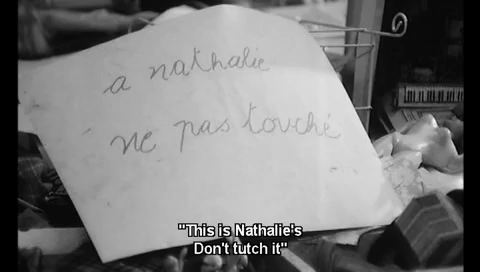 a nathalie
ne pas touché
"This is Nathalie's
Don't tutch it"